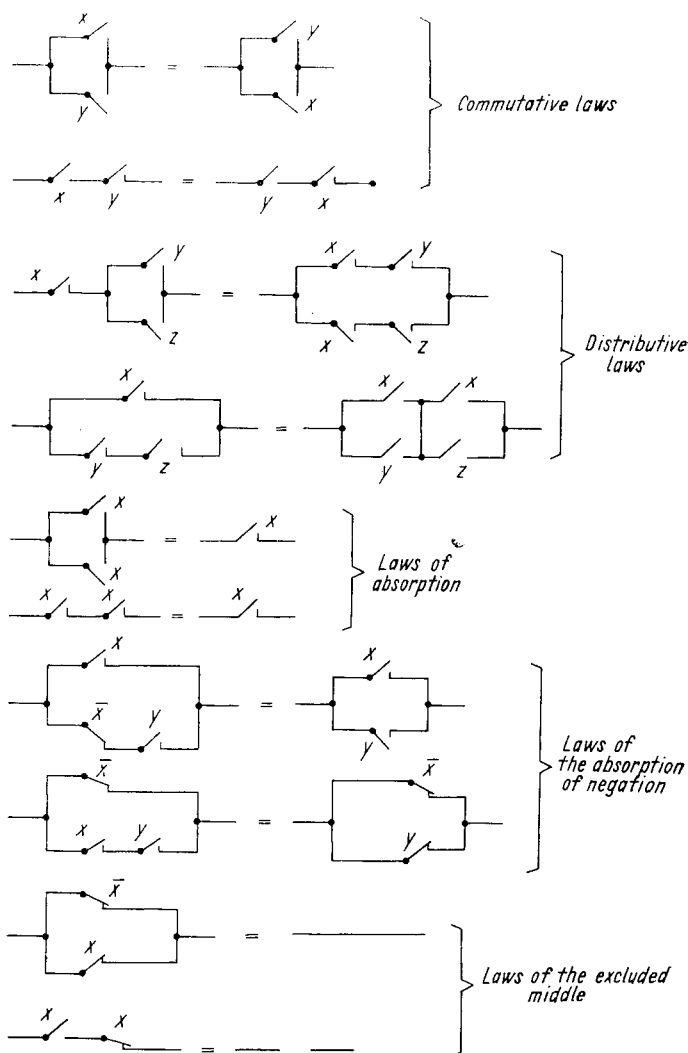 x = y
y x
Commutative laws
x y = y x
x y = x y
z x z
Distributive laws
x = x x
y z y z
x = x
x
Laws of absorption
x x = x
x = x
x̄ y y
Laws of
the absorption
of negation
x̄ = x̄
x y y
x̄ =
x
Laws of the excluded
middle
x x =